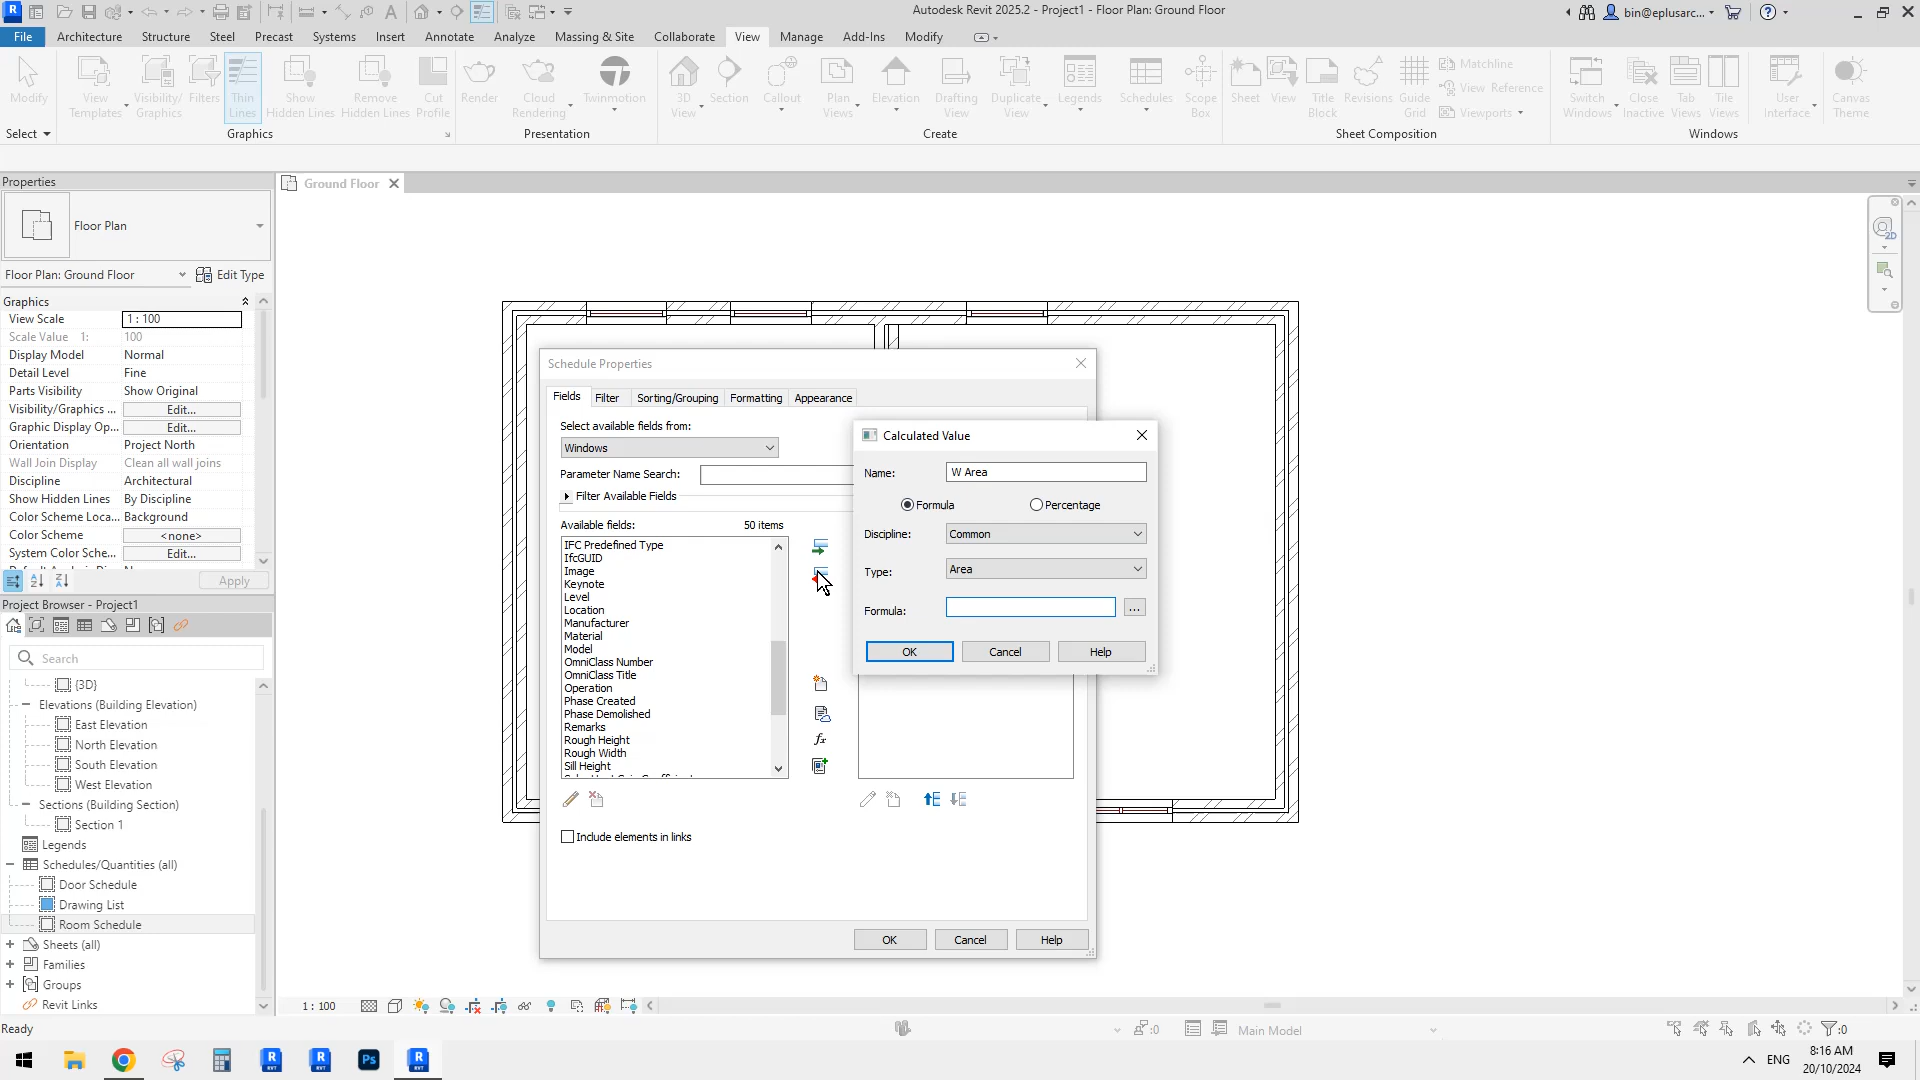 Autodesk Revit 2025.2 - Project1 - Floor Plan: Ground Floor
bin@eplusarc...
File Architecture Structure Steel Precast Systems Insert Annotate Analyze Massing & Site Collaborate View Manage Add-Ins Modify
Modify
View Templates
Visibility/ Graphics
Filters
Thin Lines
Show Hidden Lines
Remove Hidden Lines
Cut Profile
Render
Cloud Rendering
Twinmotion
3D View
Section
Callout
Plan Views
Elevation
Drafting View
Duplicate View
Legends
Schedules
Scope Box
Sheet
View
Title Block
Revisions
Guide Grid
Matchline
View Reference
Viewports
Switch Windows
Close Inactive
Tab Views
Tile Views
User Interface
Canvas Theme
Select Graphics Presentation Create Sheet Composition Windows
Properties
Ground Floor
Floor Plan
Floor Plan: Ground Floor Edit Type
Graphics
View Scale 1 : 100
Scale Value 1: 100
Display Model Normal
Detail Level Fine
Parts Visibility Show Original
Visibility/Graphics ... Edit...
Graphic Display Op... Edit...
Orientation Project North
Wall Join Display Clean all wall joins
Discipline Architectural
Show Hidden Lines By Discipline
Color Scheme Loca... Background
Color Scheme <none>
System Color Sche... Edit...
Apply
Project Browser - Project1
Search
{3D}
Elevations (Building Elevation)
East Elevation
North Elevation
South Elevation
West Elevation
Sections (Building Section)
Section 1
Legends
Schedules/Quantities (all)
Door Schedule
Drawing List
Room Schedule
Sheets (all)
Families
Groups
Revit Links
Schedule Properties
Fields Filter Sorting/Grouping Formatting Appearance
Select available fields from:
Windows
Parameter Name Search:
Filter Available Fields
Available fields: 50 items
IFC Predefined Type
IfcGUID
Image
Keynote
Level
Location
Manufacturer
Material
Model
OmniClass Number
OmniClass Title
Operation
Phase Created
Phase Demolished
Remarks
Rough Height
Rough Width
Sill Height
fx
Include elements in links
OK Cancel Help
Calculated Value
Name: W Area
Formula Percentage
Discipline: Common
Type: Area
Formula: ...
OK Cancel Help
2D
1 : 100
Ready
:0
Main Model
:0
R RVT
R RVT
Ps
R RVT
ENG
8:16 AM
20/10/2024